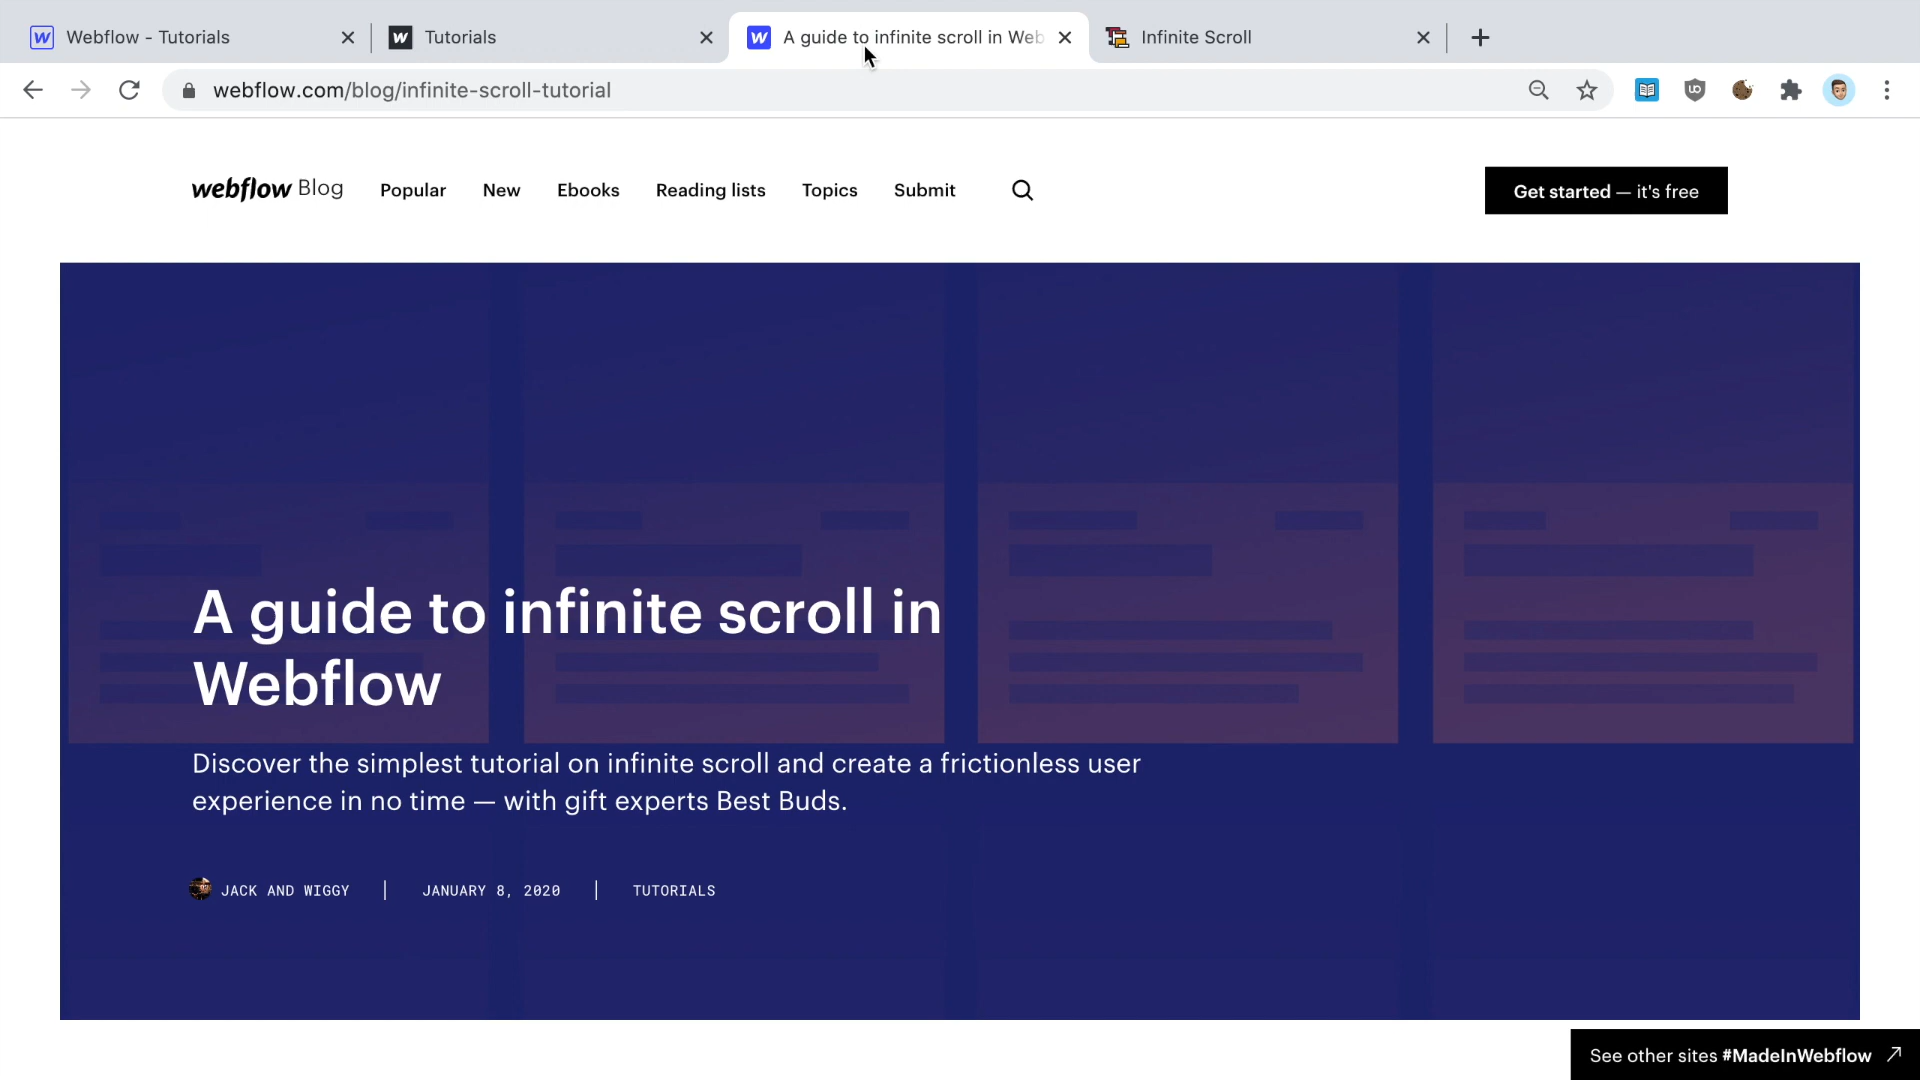 Webflow - Tutorials
Tutorials
A guide to infinite scroll in Web
Infinite Scroll
webflow.com/blog/infinite-scroll-tutorial
webflow Blog
Popular
New
Ebooks
Reading lists
Topics
Submit
Get started — it's free
A guide to infinite scroll in
Webflow
Discover the simplest tutorial on infinite scroll and create a frictionless user
experience in no time — with gift experts Best Buds.
JACK AND WIGGY
JANUARY 8, 2020
TUTORIALS
See other sites #MadeInWebflow